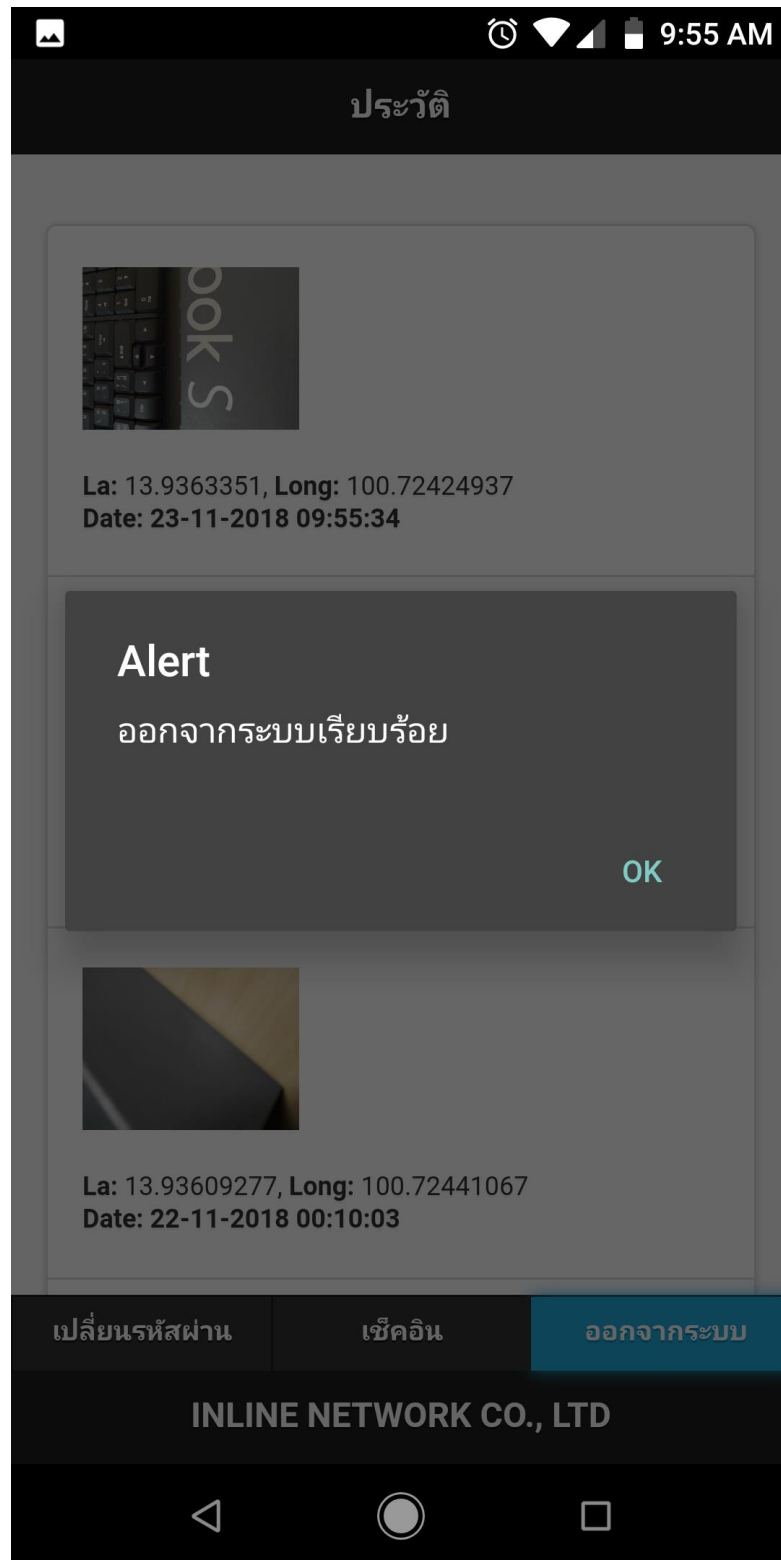 9:55 AM
ประวัติ
ook S
La: 13.9363351, Long: 100.72424937
Date: 23-11-2018 09:55:34
Alert
ออกจากระบบเรียบร้อย
OK
La: 13.93609277, Long: 100.72441067
Date: 22-11-2018 00:10:03
เปลี่ยนรหัสผ่าน เช็คอิน ออกจากระบบ
INLINE NETWORK CO., LTD